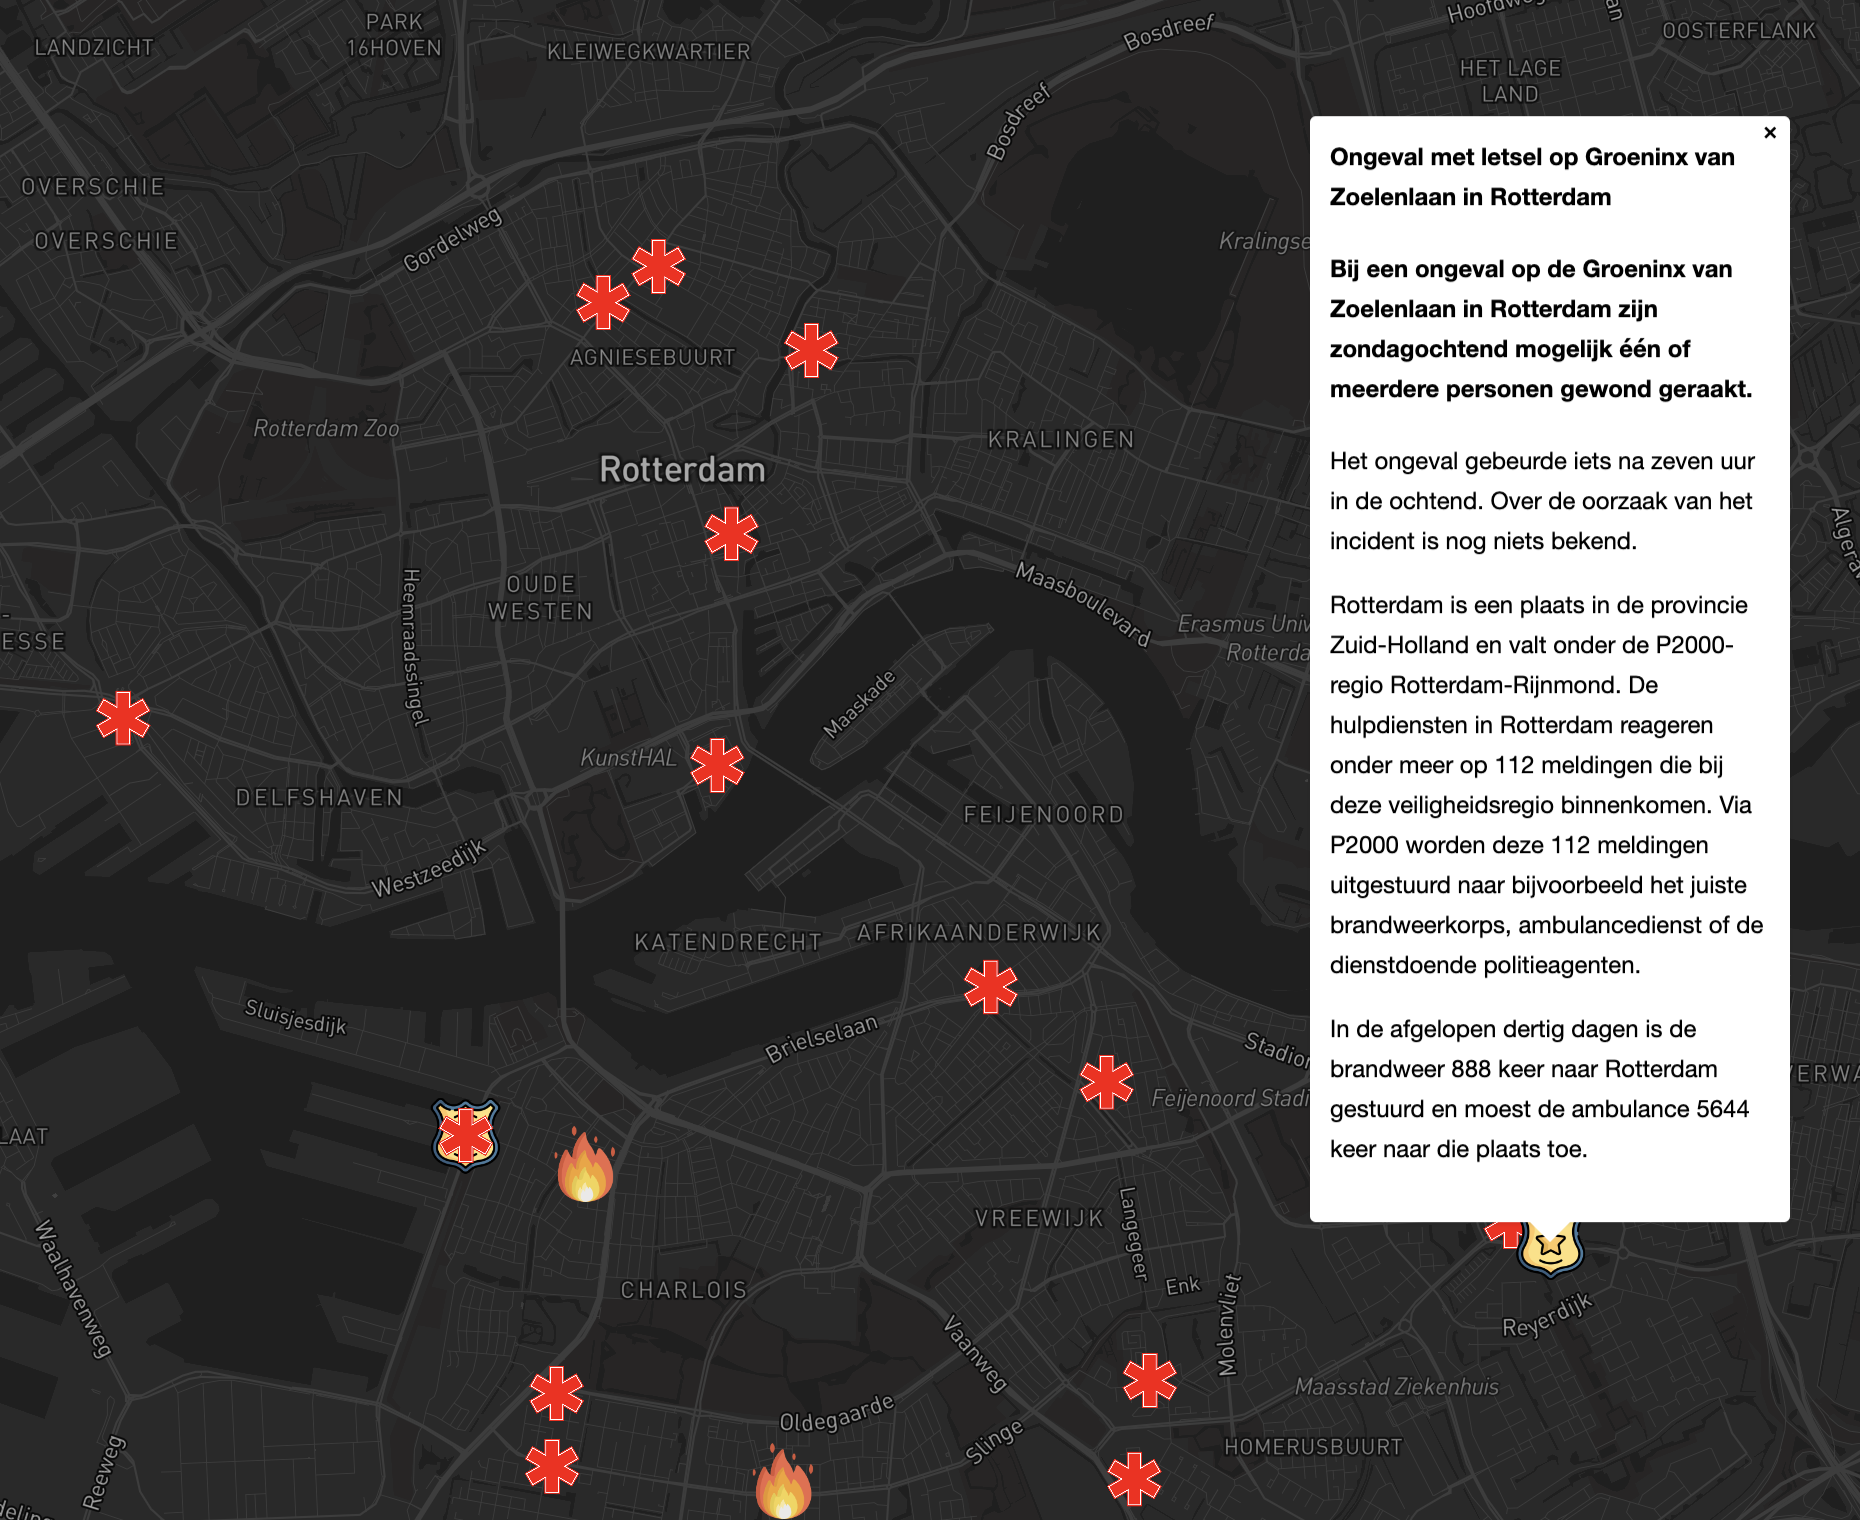 PARK
16HOVEN
LANDZICHT
KLEIWEGKWARTIER
Bosdreef
OOSTERFLANK
HET LAGE
LAND
Bosdreef
OVERSCHIE
OVERSCHIE
Gordelweg
AGNIESEBUURT
Rotterdam Zoo
KRALINGEN
Rotterdam
OUDE
WESTEN
Heemraadssingel
Maasboulevard
Erasmus Univ
Rotterda
ESSE
Maaskade
KunstHAL
DELFSHAVEN
FEIJENOORD
Westzeedijk
KATENDRECHT
AFRIKAANDERWIJK
Sluisjesdijk
Brielselaan
Stadion
Feijenoord Stadi
LAAT
VREEWIJK
Langegeer
Waalhavenweg
CHARLOIS
Enk
Molenvliet
Reyerdijk
Vaanweg
Maasstad Ziekenhuis
Oldegaarde
Slinge
HOMERUSBUURT
Reeweg
Kralingse
×
Ongeval met letsel op Groeninx van
Zoelenlaan in Rotterdam
Bij een ongeval op de Groeninx van
Zoelenlaan in Rotterdam zijn
zondagochtend mogelijk één of
meerdere personen gewond geraakt.
Het ongeval gebeurde iets na zeven uur
in de ochtend. Over de oorzaak van het
incident is nog niets bekend.
Rotterdam is een plaats in de provincie
Zuid-Holland en valt onder de P2000-
regio Rotterdam-Rijnmond. De
hulpdiensten in Rotterdam reageren
onder meer op 112 meldingen die bij
deze veiligheidsregio binnenkomen. Via
P2000 worden deze 112 meldingen
uitgestuurd naar bijvoorbeeld het juiste
brandweerkorps, ambulancedienst of de
dienstdoende politieagenten.
In de afgelopen dertig dagen is de
brandweer 888 keer naar Rotterdam
gestuurd en moest de ambulance 5644
keer naar die plaats toe.